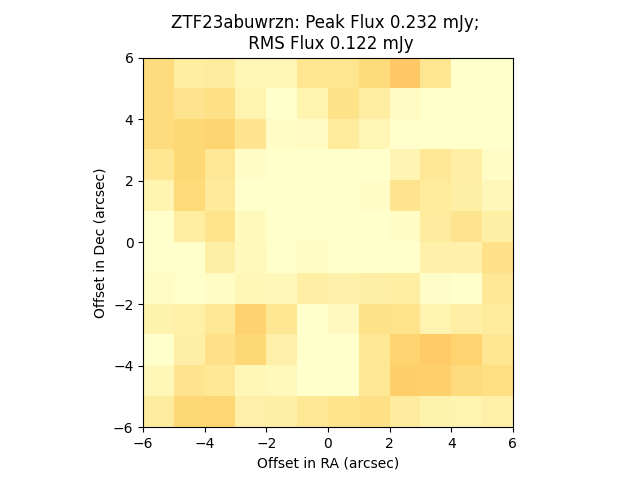 ZTF23abuwrzn: Peak Flux 0.232 mJy;
RMS Flux 0.122 mJy
6
4
2
0
−2
−4
−6
Offset in Dec (arcsec)
−6 −4 −2 0 2 4 6
Offset in RA (arcsec)